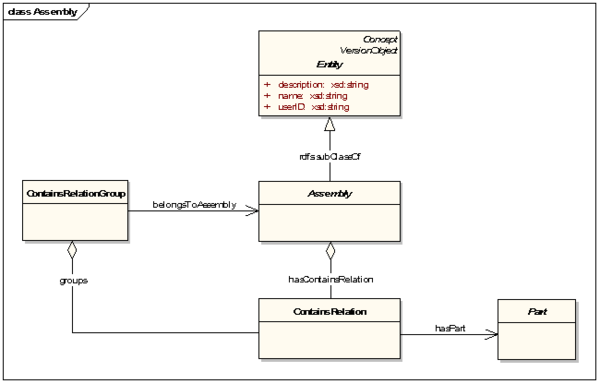 class Assembly
Concept
VersionObject
Entity
+ description: xsd:string
+ name: xsd:string
+ userID: xsd:string
rdfs:subClassOf
ContainsRelationGroup
belongsToAssembly
Assembly
groups
hasContainsRelation
ContainsRelation
hasPart
Part